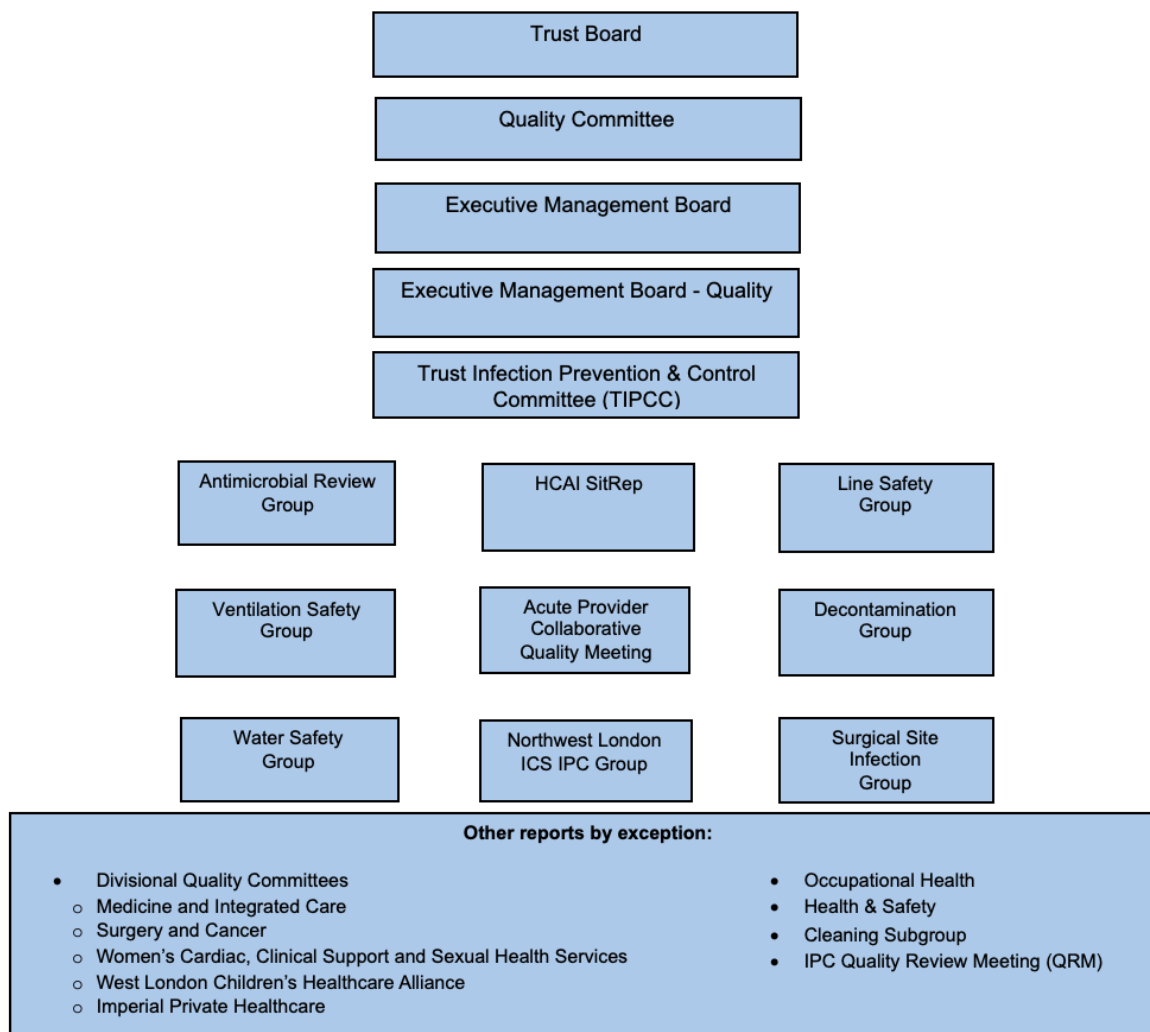 Trust Board
Quality Committee
Executive Management Board
Executive Management Board - Quality
Trust Infection Prevention & Control
Committee (TIPCC)
Antimicrobial Review
Group
HCAI SitRep
Line Safety
Group
Ventilation Safety
Group
Acute Provider
Collaborative
Quality Meeting
Decontamination
Group
Water Safety
Group
Northwest London
ICS IPC Group
Surgical Site
Infection
Group
Other reports by exception:
• Divisional Quality Committees
o Medicine and Integrated Care
o Surgery and Cancer
o Women’s Cardiac, Clinical Support and Sexual Health Services
o West London Children’s Healthcare Alliance
o Imperial Private Healthcare
• Occupational Health
• Health & Safety
• Cleaning Subgroup
• IPC Quality Review Meeting (QRM)